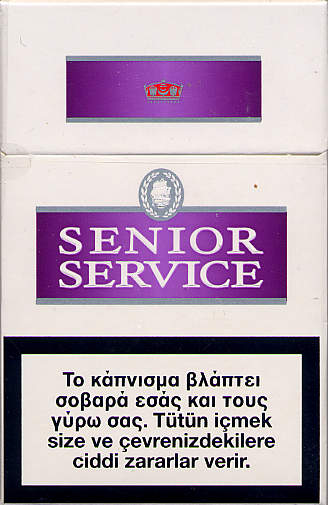 SENIOR
SERVICE
Το κάπνισμα βλάπτει
σοβαρά εσάς και τους
γύρω σας. Tütün içmek
size ve çevrenizdekilere
ciddi zararlar verir.